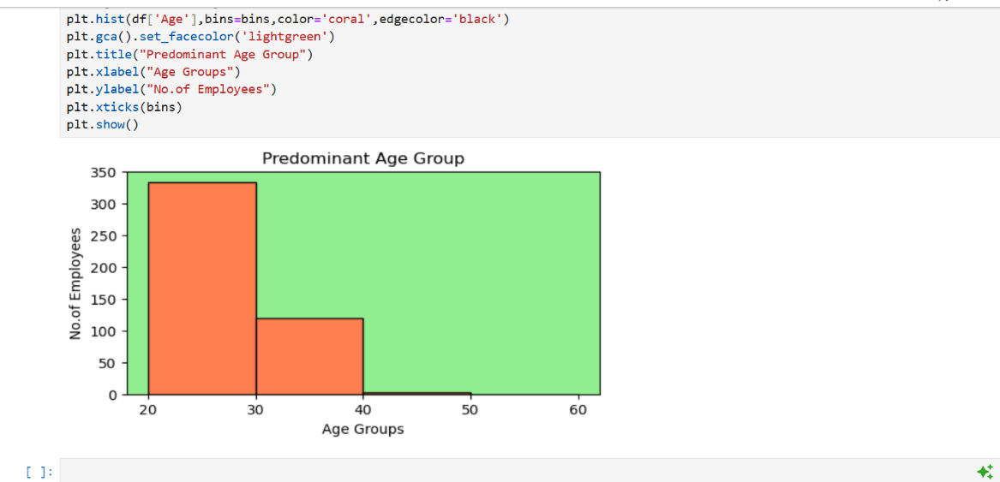 plt.hist(df['Age'],bins=bins,color='coral',edgecolor='black')
plt.gca().set_facecolor('lightgreen')
plt.title("Predominant Age Group")
plt.xlabel("Age Groups")
plt.ylabel("No.of Employees")
plt.xticks(bins)
plt.show()
Predominant Age Group
350
300
250
200
150
100
50
0
No.of Employees
20 30 40 50 60
Age Groups
[ ]: